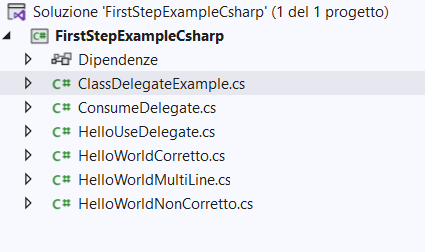 Soluzione 'FirstStepExampleCsharp' (1 del 1 progetto)
C# FirstStepExampleCsharp
Dipendenze
C# ClassDelegateExample.cs
C# ConsumeDelegate.cs
C# HelloUseDelegate.cs
C# HelloWorldCorretto.cs
C# HelloWorldMultiLine.cs
C# HelloWorldNonCorretto.cs